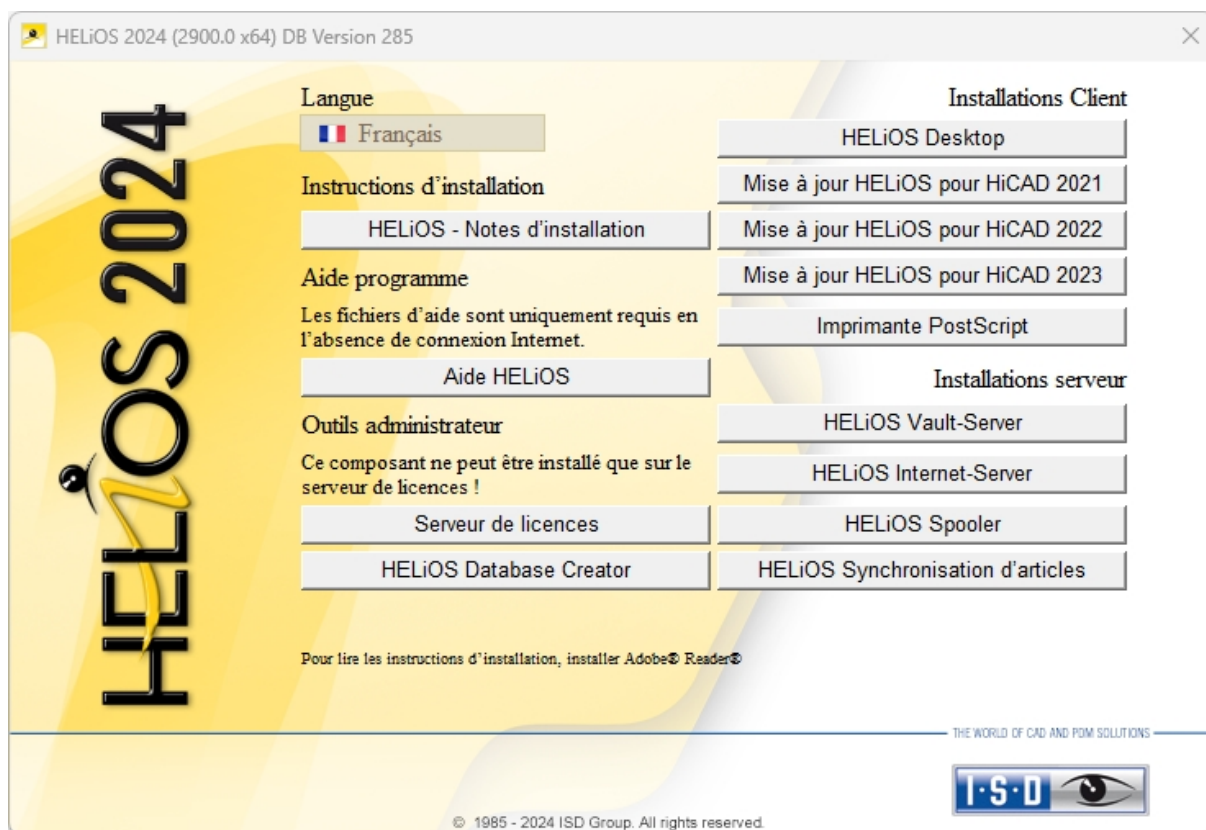 HELiOS 2024 (2900.0 x64) DB Version 285
HELiOS 2024
Langue
Français
Instructions d'installation
HELiOS - Notes d'installation
Aide programme
Les fichiers d'aide sont uniquement requis en
l'absence de connexion Internet.
Aide HELiOS
Outils administrateur
Ce composant ne peut être installé que sur le
serveur de licences !
Serveur de licences
HELiOS Database Creator
Pour lire les instructions d'installation, installer Adobe® Reader®
Installations Client
HELiOS Desktop
Mise à jour HELiOS pour HiCAD 2021
Mise à jour HELiOS pour HiCAD 2022
Mise à jour HELiOS pour HiCAD 2023
Imprimante PostScript
Installations serveur
HELiOS Vault-Server
HELiOS Internet-Server
HELiOS Spooler
HELiOS Synchronisation d'articles
THE WORLD OF CAD AND PDM SOLUTIONS
I·S·D
© 1985 - 2024 ISD Group. All rights reserved.